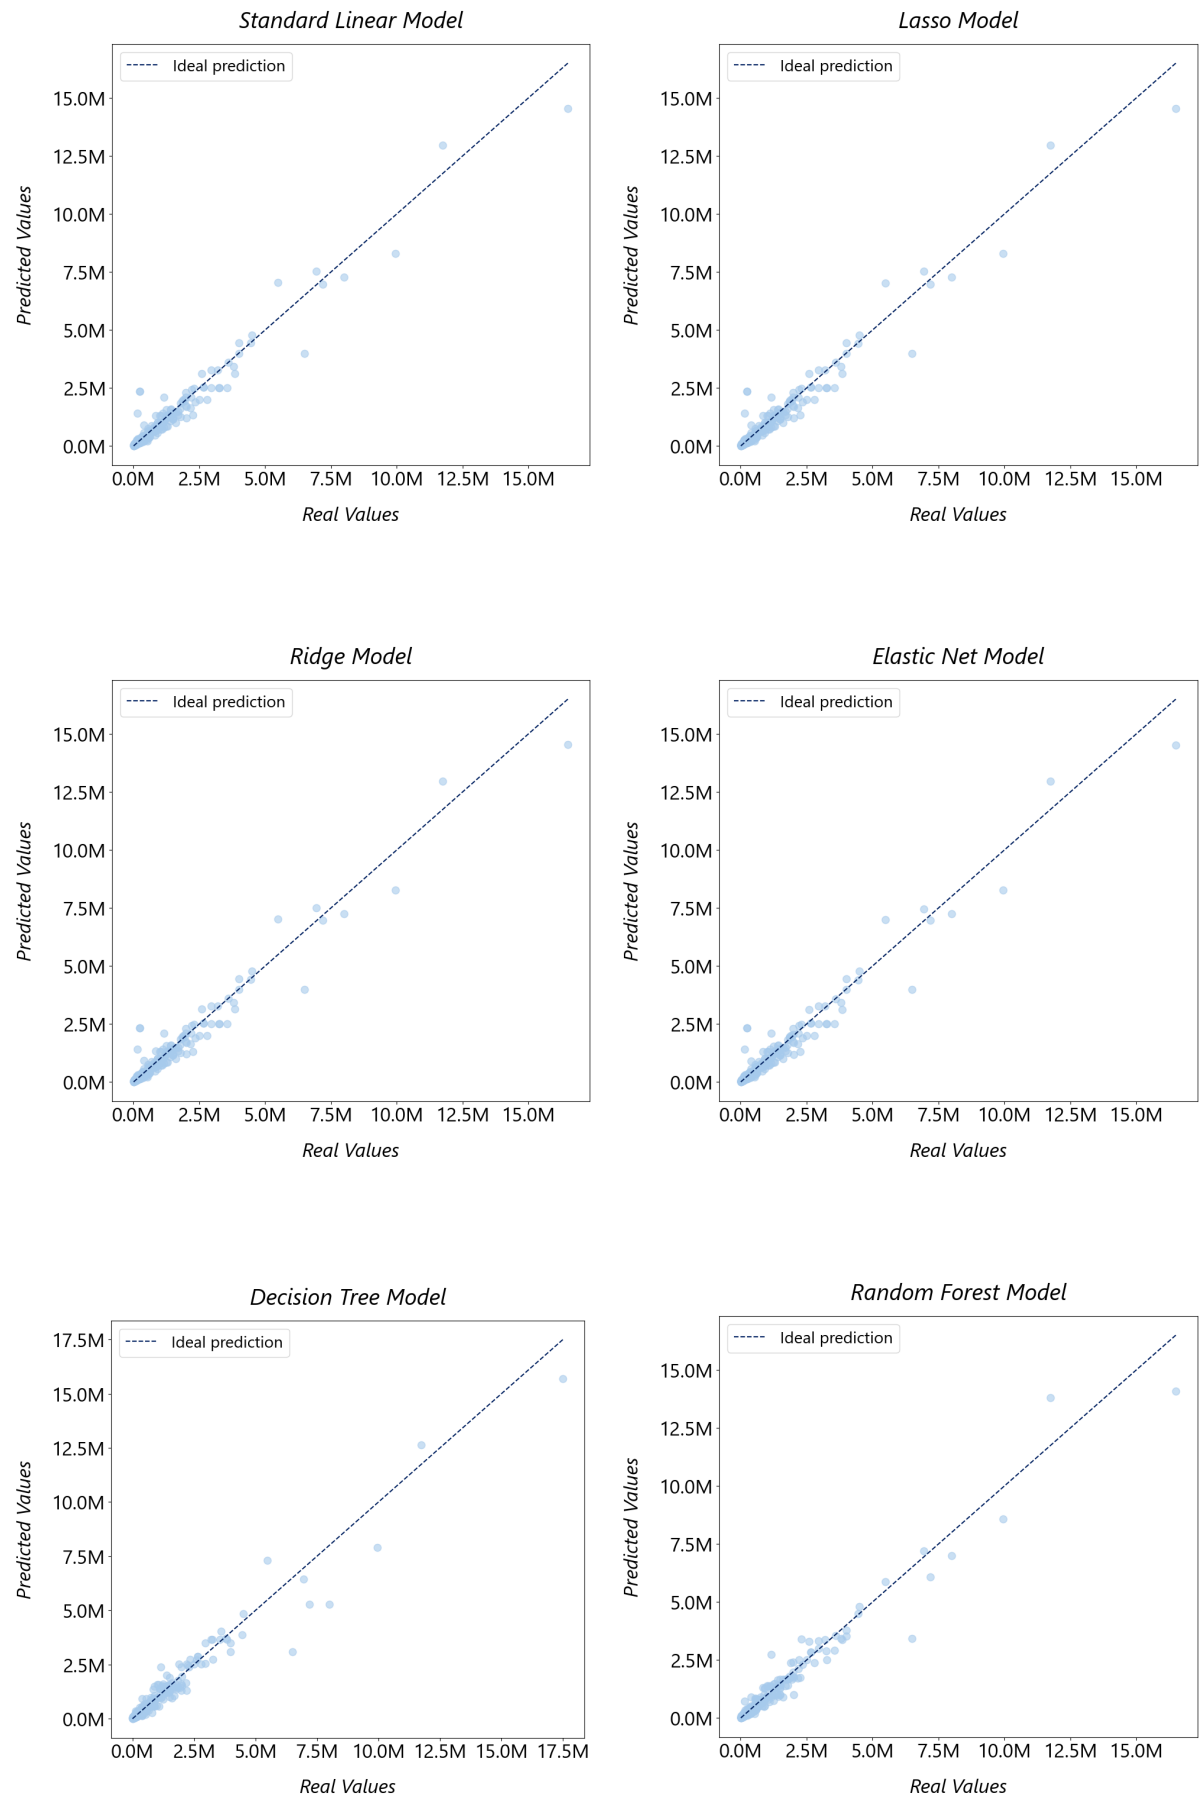 Standard Linear Model
Ideal prediction
15.0M
12.5M
10.0M
7.5M
5.0M
2.5M
0.0M
Predicted Values
0.0M 2.5M 5.0M 7.5M 10.0M 12.5M 15.0M
Real Values
Lasso Model
Ideal prediction
15.0M
12.5M
10.0M
7.5M
5.0M
2.5M
0.0M
Predicted Values
0.0M 2.5M 5.0M 7.5M 10.0M 12.5M 15.0M
Real Values
Ridge Model
Ideal prediction
15.0M
12.5M
10.0M
7.5M
5.0M
2.5M
0.0M
Predicted Values
0.0M 2.5M 5.0M 7.5M 10.0M 12.5M 15.0M
Real Values
Elastic Net Model
Ideal prediction
15.0M
12.5M
10.0M
7.5M
5.0M
2.5M
0.0M
Predicted Values
0.0M 2.5M 5.0M 7.5M 10.0M 12.5M 15.0M
Real Values
Decision Tree Model
Ideal prediction
17.5M
15.0M
12.5M
10.0M
7.5M
5.0M
2.5M
0.0M
Predicted Values
0.0M 2.5M 5.0M 7.5M 10.0M 12.5M 15.0M 17.5M
Real Values
Random Forest Model
Ideal prediction
15.0M
12.5M
10.0M
7.5M
5.0M
2.5M
0.0M
Predicted Values
0.0M 2.5M 5.0M 7.5M 10.0M 12.5M 15.0M
Real Values